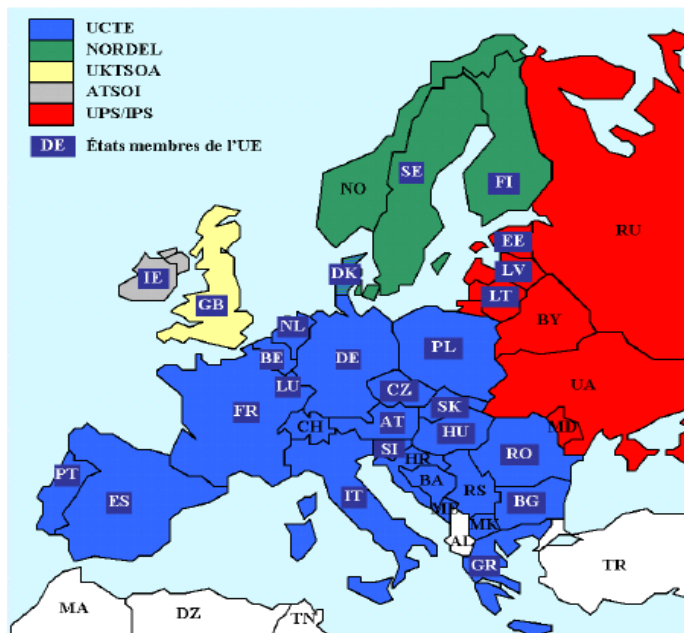 UCTE
NORDEL
UKTSOA
ATSOI
UPS/IPS
DE États membres de l'UE
NO
SE
FI
RU
EE
LV
LT
DK
IE
GB
BY
NL
BE
DE
PL
LU
CZ
UA
FR
SK
CH
AT
HU
MD
SI
RO
HR
PT
ES
IT
BA
RS
BG
MK
AL
GR
TR
MA
DZ
TN